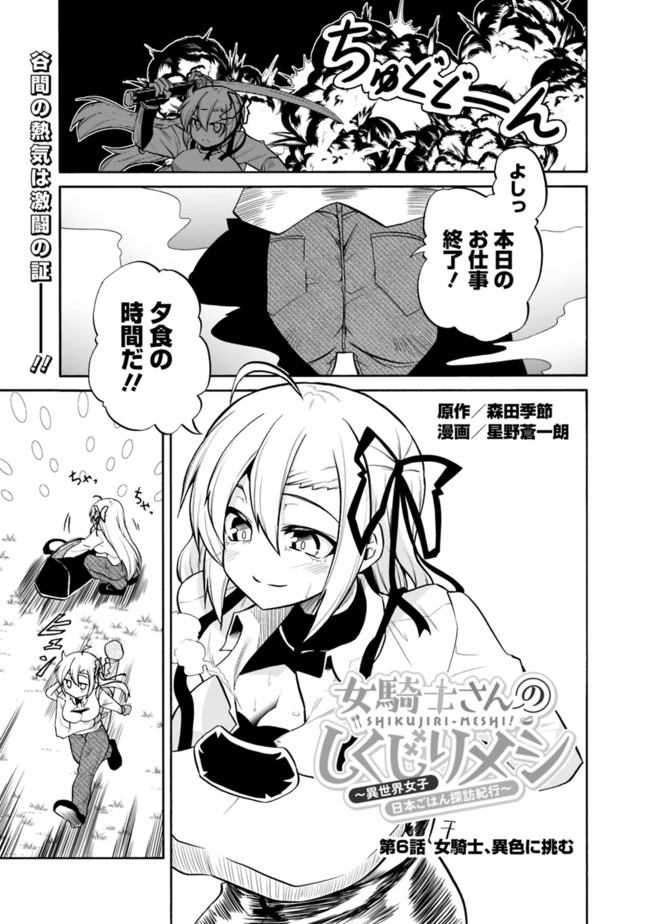 ちゅどどーん
谷間の熱気は激闘の証――!!
よしっ
本日の
お仕事
終了!
夕食の
時間だ!!
原作／森田季節
漫画／星野蒼一朗
ちゃっ
ちゃっ
ヒュン
女騎士さんの
SHIKUJIRI-MESHI!
しくじりメシ
～異世界女子
日本ごはん探訪紀行～
第6話 女騎士、異色に挑む